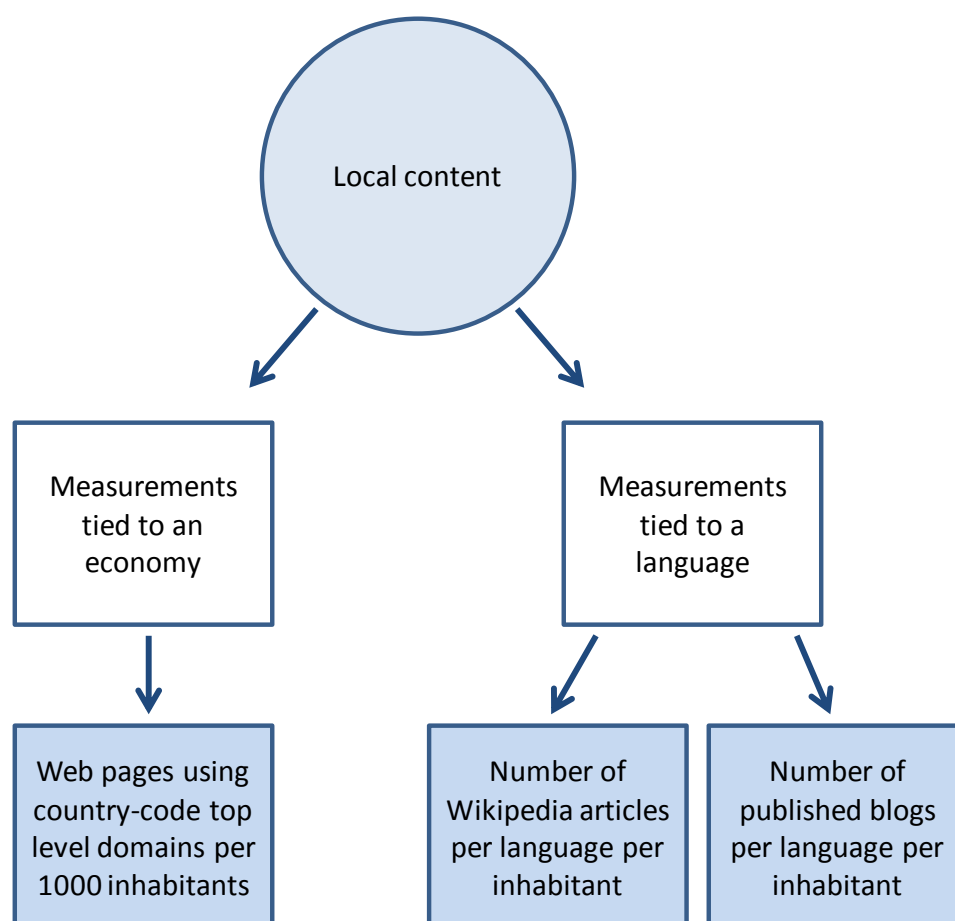 Local content
Measurements
tied to an
economy
Measurements
tied to a
language
Web pages using
country-code top
level domains per
1000 inhabitants
Number of
Wikipedia articles
per language per
inhabitant
Number of
published blogs
per language per
inhabitant